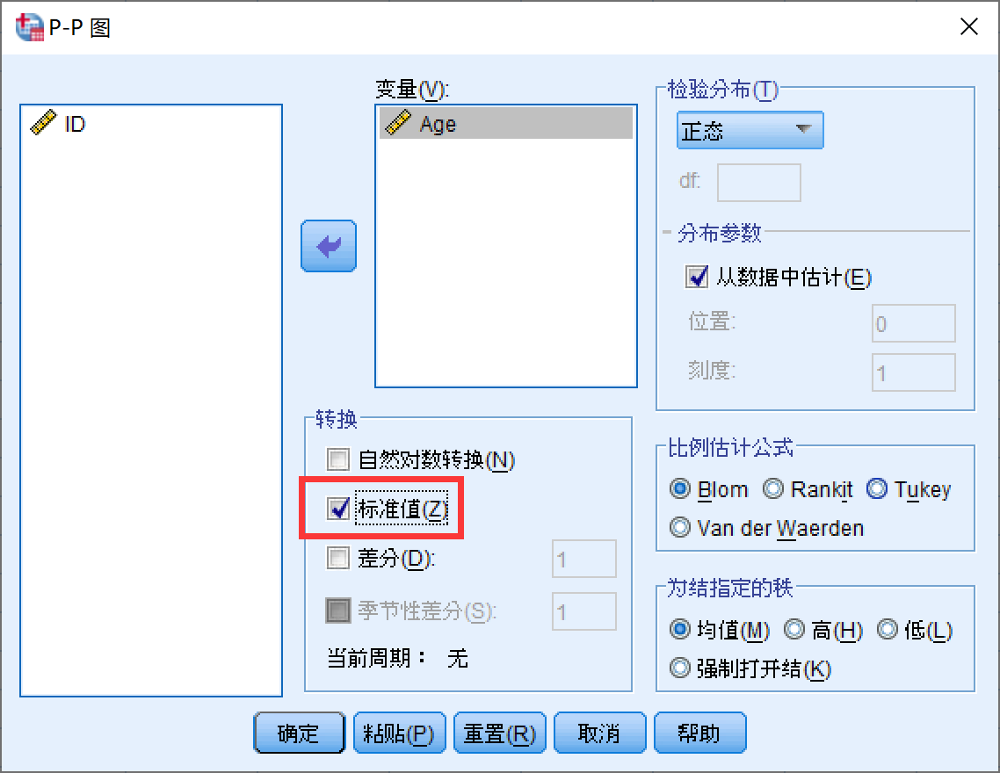 P-P 图
ID
变量(V):
Age
转换
自然对数转换(N)
标准值(Z)
差分(D):
1
季节性差分(S):
1
当前周期： 无
检验分布(T)
正态
df:
分布参数
从数据中估计(E)
位置:
0
刻度:
1
比例估计公式
Blom Rankit Tukey
Van der Waerden
为结指定的秩
均值(M) 高(H) 低(L)
强制打开结(K)
确定 粘贴(P) 重置(R) 取消 帮助